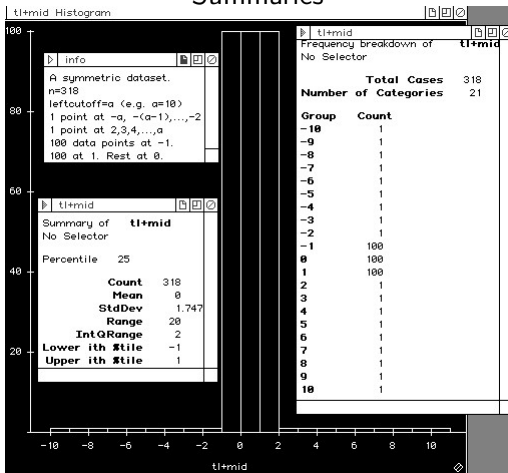 Summaries
tl+mid Histogram
100
80
60
40
20
-10 -8 -6 -4 -2 0 2 4 6 8 10
tl+mid
info
A symmetric dataset.
n=318
leftcutoff=a (e.g. a=10)
1 point at -a, -(a-1),...,-2
1 point at 2,3,4,...,a
100 data points at -1.
100 at 1. Rest at 0.
tl+mid
Summary of tl+mid
No Selector
Percentile 25
Count 318
Mean 0
StdDev 1.747
Range 20
IntQRange 2
Lower ith %tile -1
Upper ith %tile 1
tl+mid
Frequency breakdown of tl+mid
No Selector
Total Cases 318
Number of Categories 21
Group Count
-10 1
-9 1
-8 1
-7 1
-6 1
-5 1
-4 1
-3 1
-2 1
-1 100
0 100
1 100
2 1
3 1
4 1
5 1
6 1
7 1
8 1
9 1
10 1